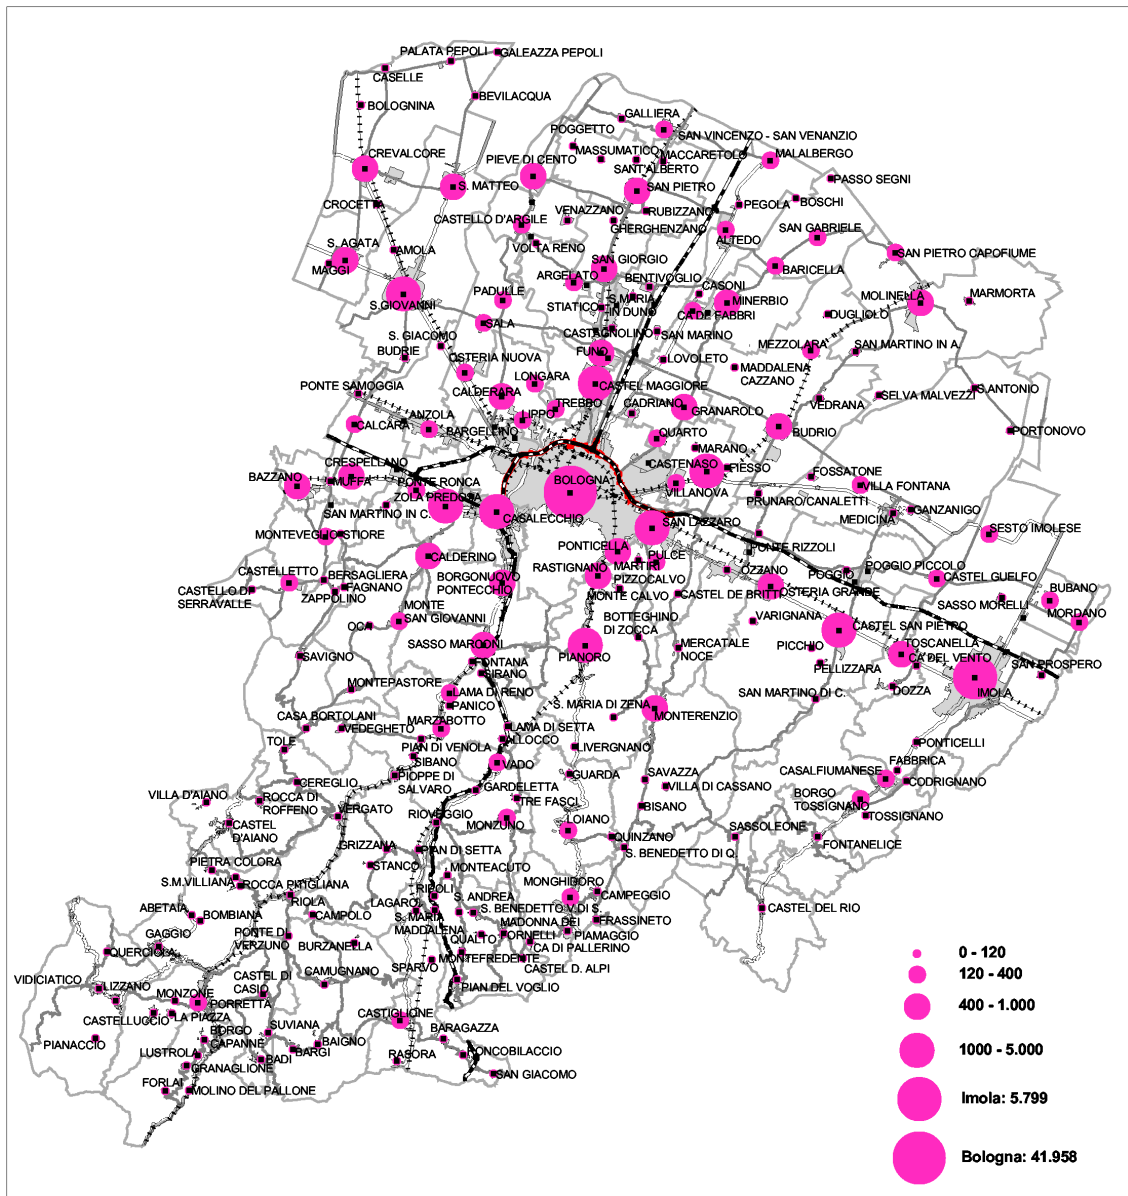 PALATA PEPOLI
GALEAZZA PEPOLI
CASELLE
BEVILACQUA
BOLOGNINA
GALLIERA
POGGETTO
SAN VINCENZO - SAN VENANZIO
CREVALCORE
MASSUMATICO
MACCARETOLO
MALALBERGO
PIEVE DI CENTO
SANT'ALBERTO
PASSO SEGNI
S. MATTEO
SAN PIETRO
CROCETTA
VENAZZANO
RUBIZZANO
PEGOLA
BOSCHI
CASTELLO D'ARGILE
GHERGHENZANO
SAN GABRIELE
S. AGATA
AMOLA
VOLTA RENO
ALTEDO
MAGGI
SAN GIORGIO
SAN PIETRO CAPOFIUME
BARICELLA
ARGELATO
BENTIVOGLIO
CASONI
S.GIOVANNI
PADULLE
STIATICO
S.MARIA
IN DUNO
MINERBIO
CA DE FABBRI
MOLINELLA
MARMORTA
DUGLIOLO
SALA
CASTAGNOLINO
SAN MARINO
S. GIACOMO
BUDRIE
OSTERIA NUOVA
FUNO
LOVOLETO
MEZZOLARA
SAN MARTINO IN A.
MADDALENA
CAZZANO
PONTE SAMOGGIA
LONGARA
CASTEL MAGGIORE
CALDERARA
TREBBO
CADRIANO
GRANAROLO
VEDRANA
SELVA MALVEZZI
S.ANTONIO
ANZOLA
LIPPO
CALCARA
BARGELLINO
QUARTO
BUDRIO
PORTONOVO
MARANO
CRESPELLANO
CASTENASO
FIESSO
BAZZANO
MUFFA
PONTE RONCA
BOLOGNA
VILLANOVA
FOSSATONE
VILLA FONTANA
ZOLA PREDOSA
PRUNARO/CANALETTI
SAN MARTINO IN C.
CASALECCHIO
SAN LAZZARO
MEDICINA
GANZANIGO
MONTEVEGLIO
STIORE
SESTO IMOLESE
PONTICELLA
PULCE
PONTE RIZZOLI
CALDERINO
RASTIGNANO
MARTIRI
OZZANO
POGGIO
POGGIO PICCOLO
CASTELLETTO
BERSAGLIERA
BORGONUOVO
PIZZOCALVO
CASTEL GUELFO
BUBANO
CASTELLO DI
SERRAVALLE
FAGNANO
ZAPPOLINO
PONTECCHIO
MONTE CALVO
CASTEL DE BRITTI
OSTERIA GRANDE
SASSO MORELLI
MORDANO
MONTE
SAN GIOVANNI
OCA
BOTTEGHINO
DI ZOCCA
VARIGNANA
CASTEL SAN PIETRO
SASSO MARCONI
PIANORO
MERCATALE
NOCE
PICCHIO
TOSCANELLA
CA DEL VENTO
SAVIGNO
FONTANA
SIRANO
PELLIZZARA
SAN PROSPERO
MONTEPASTORE
LAMA DI RENO
PANICO
S. MARIA DI ZENA
SAN MARTINO DI C.
DOZZA
IMOLA
CASA BORTOLANI
VEDEGHETO
MARZABOTTO
MONTERENZIO
LAMA DI SETTA
ALLOCCO
TOLE
PIAN DI VENOLA
SIBANO
LIVERGNANO
PONTICELLI
VADO
CEREGLIO
PIOPPE DI
SALVARO
GUARDA
SAVAZZA
VILLA DI CASSANO
CASALFIUMANESE
FABBRICA
CODRIGNANO
VILLA D'AIANO
ROCCA DI
ROFFENO
GARDELETTA
TRE FASCI
BISANO
BORGO
TOSSIGNANO
TOSSIGNANO
CASTEL
D'AIANO
VERGATO
RIOVEGGIO
MONZUNO
LOIANO
QUINZANO
SASSOLEONE
FONTANELICE
GRIZZANA
PIAN DI SETTA
S. BENEDETTO DI Q.
PIETRA COLORA
STANCO
MONTEACUTO
S.M.VILLIANA
ROCCA PITIGLIANA
RIPOLI
MONGHIDORO
CAMPEGGIO
RIOLA
LAGARO
S. ANDREA
ABETAIA
BOMBIANA
CAMPOLO
S. MARIA
MADDALENA
S. BENEDETTO V.DI S.
FRASSINETO
CASTEL DEL RIO
GAGGIO
PONTE DI
VERZUNO
MADONNA DEI
FORNELLI
PIAMAGGIO
QUERCIOLA
BURZANELLA
QUALTO
CA DI PALLERINO
VIDICIATICO
SPARVO
MONTEFREDENTE
CASTEL D. ALPI
LIZZANO
MONZONE
CASTEL DI
CASIO
CAMUGNANO
PIAN DEL VOGLIO
PORRETTA
CASTELLUCCIO
LA PIAZZA
CASTIGLIONE
PIANACCIO
BORGO
CAPANNE
SUVIANA
BAIGNO
BARAGAZZA
LUSTROLA
BADI
BARGI
RASORA
RONCOBILACCIO
GRANAGLIONE
SAN GIACOMO
FORLAI
MOLINO DEL PALLONE
0 - 120
120 - 400
400 - 1.000
1000 - 5.000
Imola: 5.799
Bologna: 41.958